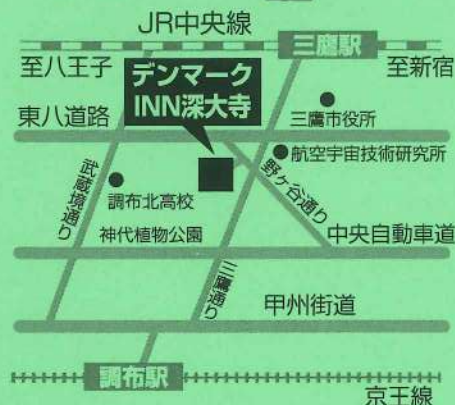 JR中央線
三鷹駅
至八王子
至新宿
デンマーク
INN深大寺
東八道路
三鷹市役所
航空宇宙技術研究所
武蔵境通り
野ヶ谷通り
調布北高校
神代植物公園
中央自動車道
三鷹通り
甲州街道
調布駅
京王線